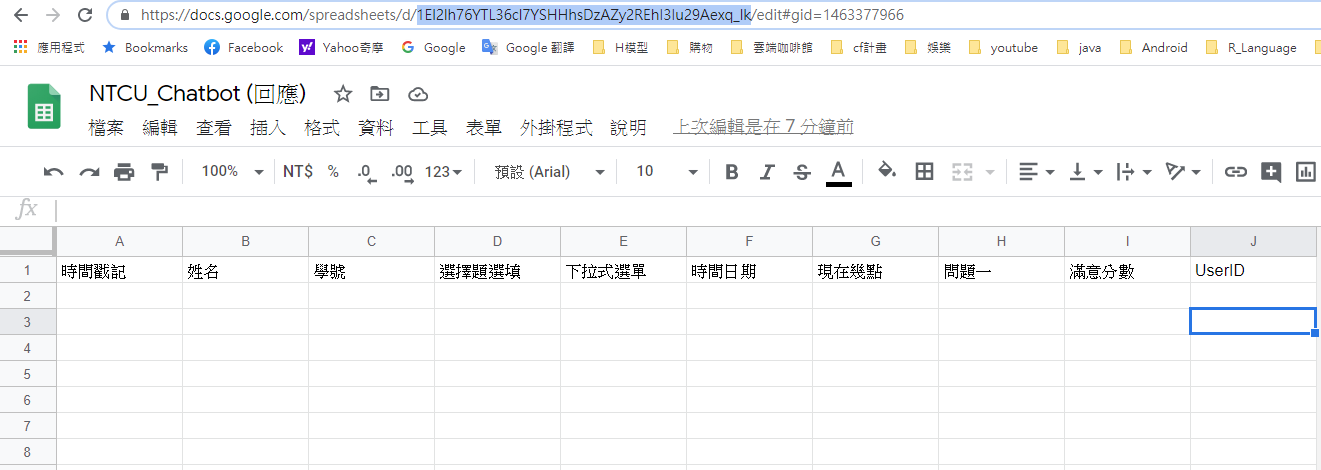 https://docs.google.com/spreadsheets/d/1EI2Ih76YTL36cI7YSHHhsDzAZy2REhI3Iu29Aexq_Ik/edit#gid=1463377966
應用程式 Bookmarks Facebook Yahoo奇摩 Google Google 翻譯 H模型 購物 雲端咖啡館 cf計畫 娛樂 youtube java Android R_Language
NTCU_Chatbot (回應)
檔案 編輯 查看 插入 格式 資料 工具 表單 外掛程式 說明 上次編輯是在 7 分鐘前
100% NT$ % .0 .00 123 預設 (Arial) 10 B I S A
fx
A B C D E F G H I J
1 時間戳記 姓名 學號 選擇題選填 下拉式選單 時間日期 現在幾點 問題一 滿意分數 UserID
2
3
4
5
6
7
8